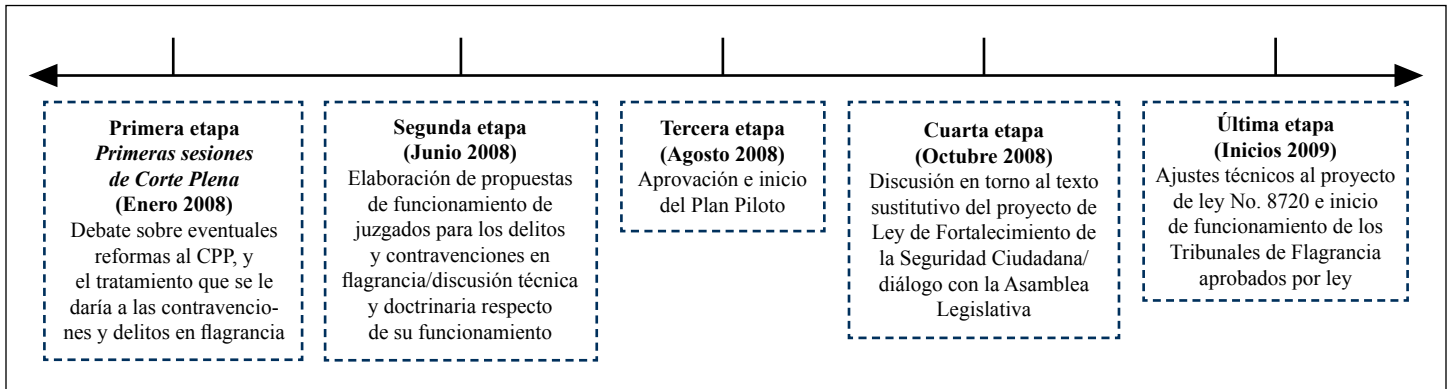 Primera etapa
Primeras sesiones
de Corte Plena
(Enero 2008)
Debate sobre eventuales
reformas al CPP, y
el tratamiento que se le
daría a las contravencio-
nes y delitos en flagrancia
Segunda etapa
(Junio 2008)
Elaboración de propuestas
de funcionamiento de
juzgados para los delitos
y contravenciones en
flagrancia/discusión técnica
y doctrinaria respecto
de su funcionamiento
Tercera etapa
(Agosto 2008)
Aprovación e inicio
del Plan Piloto
Cuarta etapa
(Octubre 2008)
Discusión en torno al texto
sustitutivo del proyecto de
Ley de Fortalecimiento de
la Seguridad Ciudadana/
diálogo con la Asamblea
Legislativa
Última etapa
(Inicios 2009)
Ajustes técnicos al proyecto
de ley No. 8720 e inicio
de funcionamiento de los
Tribunales de Flagrancia
aprobados por ley